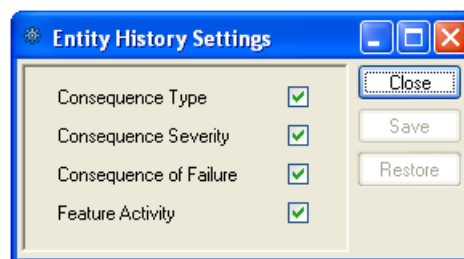 Entity History Settings
Close
Consequence Type
Save
Consequence Severity
Restore
Consequence of Failure
Feature Activity